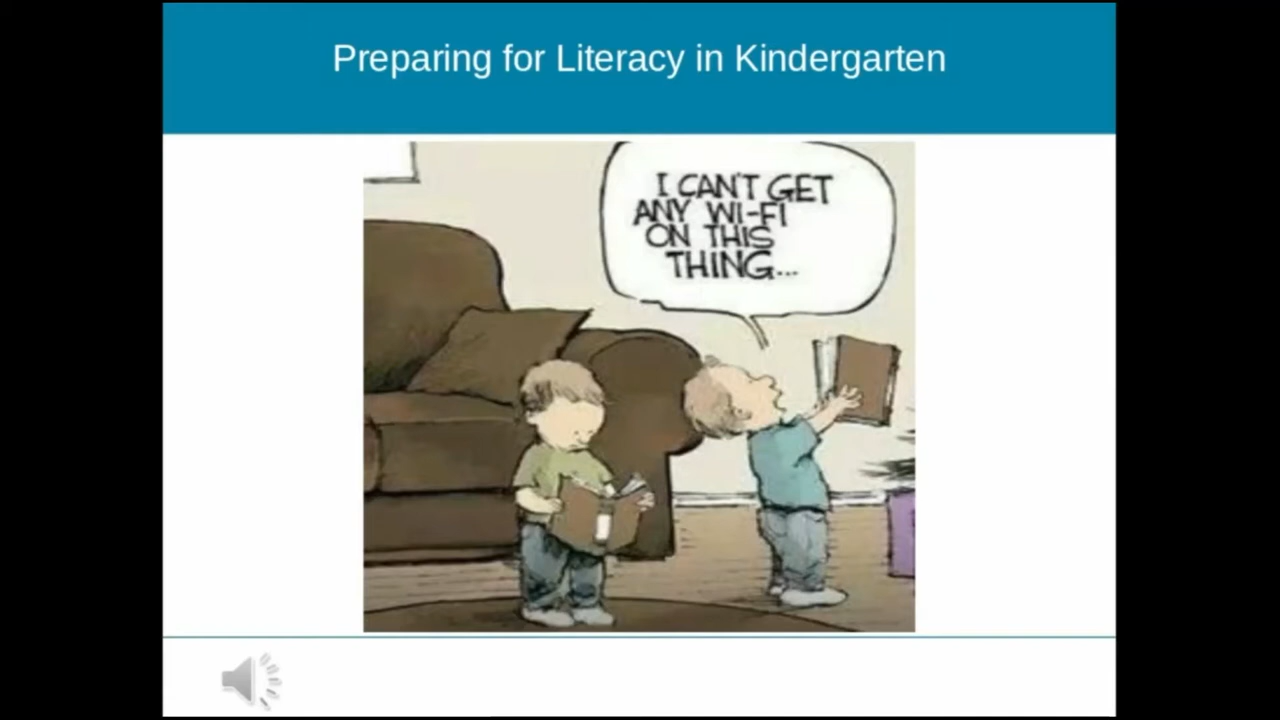 Preparing for Literacy in Kindergarten
I CAN'T GET
ANY WI-FI
ON THIS
THING...